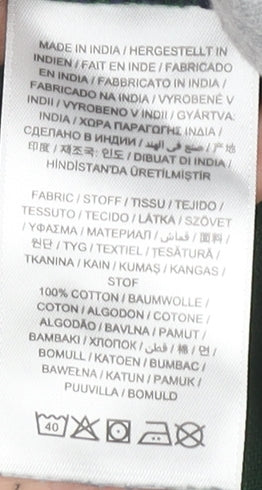 MADE IN INDIA / HERGESTELLT IN
INDIEN / FAIT EN INDE / FABRICADO
EN INDIA / FABBRICATO IN INDIA /
FABRICADO NA INDIA / VYROBENÉ V
INDII / VYROBENO V INDII / GYÁRTVA:
INDIA / ΧΩΡΑ ΠΑΡΑΓΩΓΗΣ ΙΝΔΙΑ /
СДЕЛАНО В ИНДИИ / صنع في الهند / 产地
印度 / 제조국: 인도 / DIBUAT DI INDIA /
HİNDİSTAN'DA ÜRETİLMİŞTİR
FABRIC / STOFF / TISSU / TEJIDO /
TESSUTO / TECIDO / LÁTKA / SZÖVET
/ ΥΦΑΣΜΑ / МАТЕРИАЛ / قماش / 面料 /
원단 / TYG / TEXTIEL / ȚESĂTURĂ /
TKANINA / KAIN / KUMAŞ / KANGAS /
STOF
100% COTTON / BAUMWOLLE /
COTON / ALGODON / COTONE /
ALGODÃO / BAVLNA / PAMUT /
ΒΑΜΒΑΚΙ / ХЛОПОК / قطن / 棉 / 면 /
BOMULL / KATOEN / BUMBAC /
BAWEŁNA / KATUN / PAMUK /
PUUVILLA / BOMULD
40